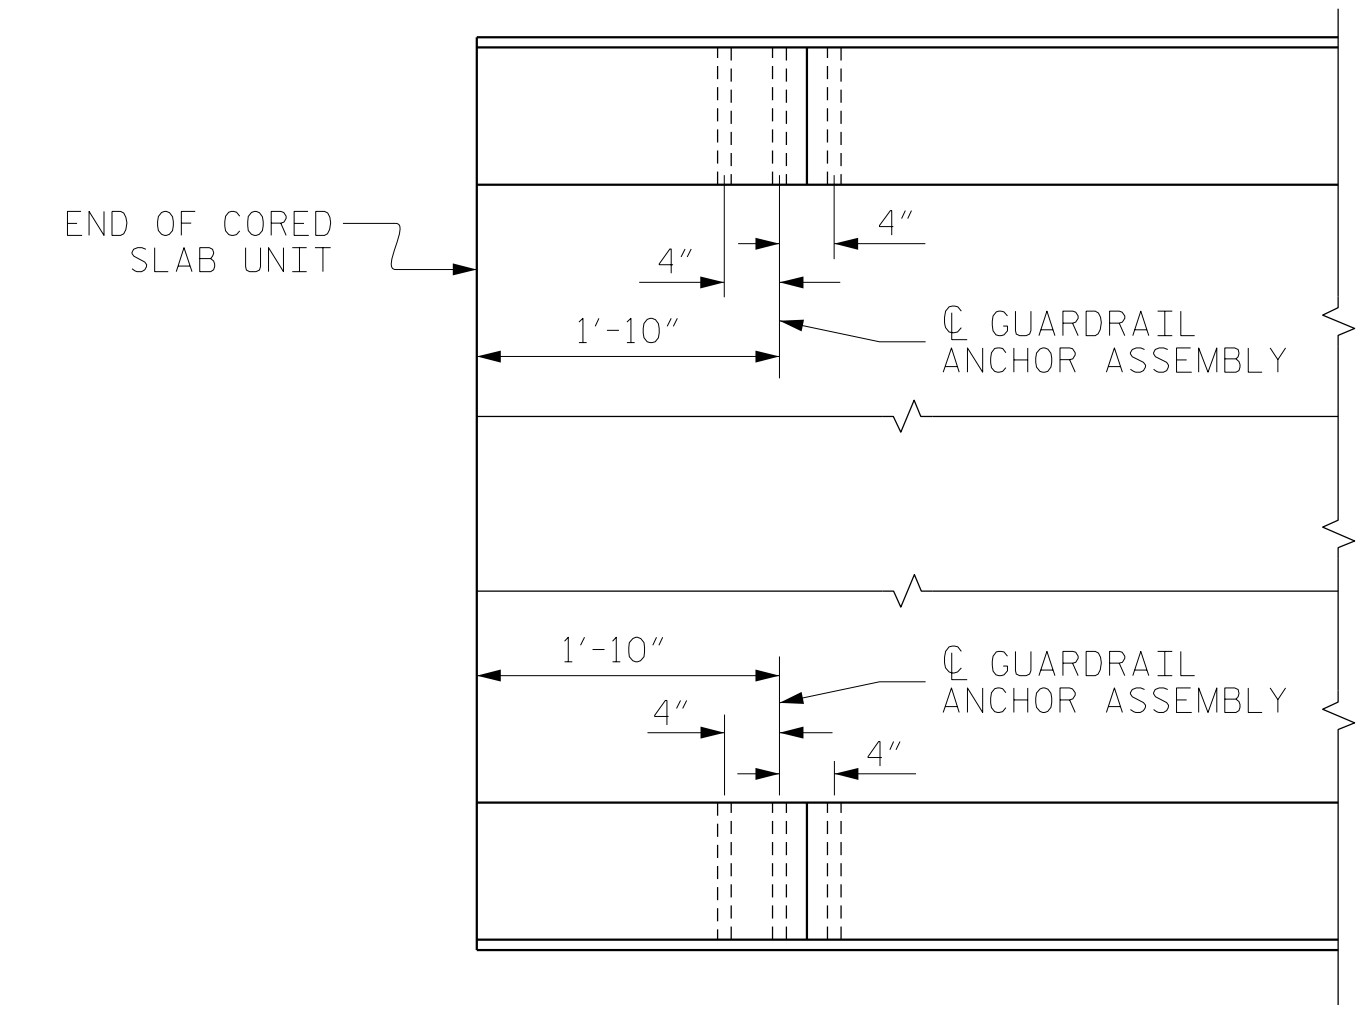 4"
END OF CORED
SLAB UNIT
4"
1'-10"
℄ GUARDRAIL
ANCHOR ASSEMBLY
1'-10"
℄ GUARDRAIL
ANCHOR ASSEMBLY
4"
4"